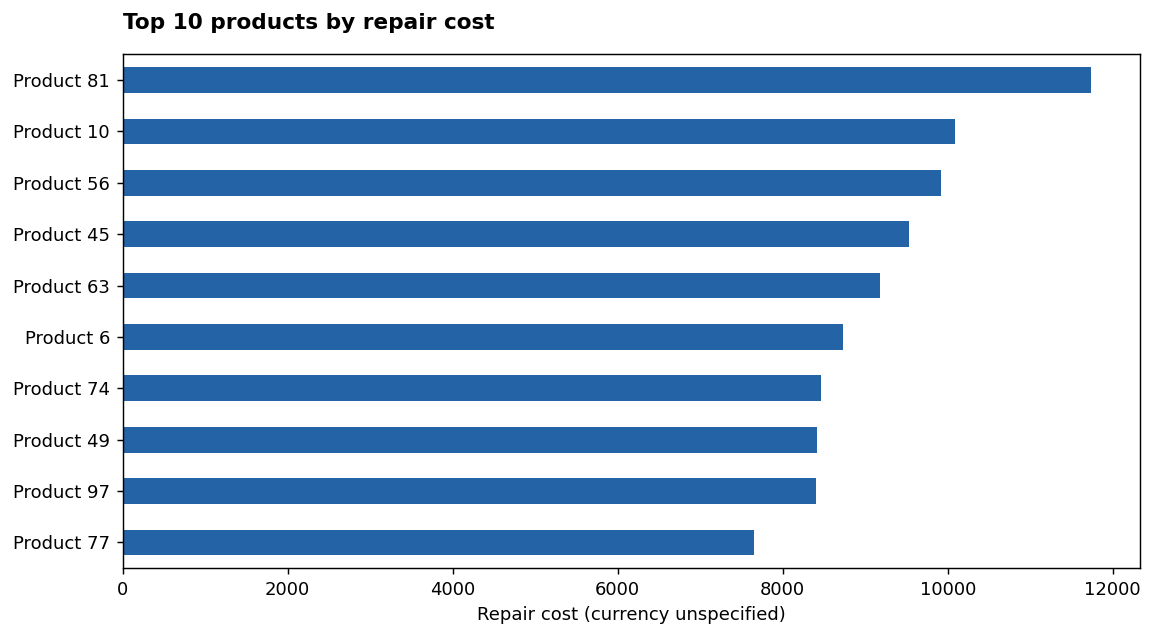 Top 10 products by repair cost
Product 81
Product 10
Product 56
Product 45
Product 63
Product 6
Product 74
Product 49
Product 97
Product 77
0 2000 4000 6000 8000 10000 12000
Repair cost (currency unspecified)